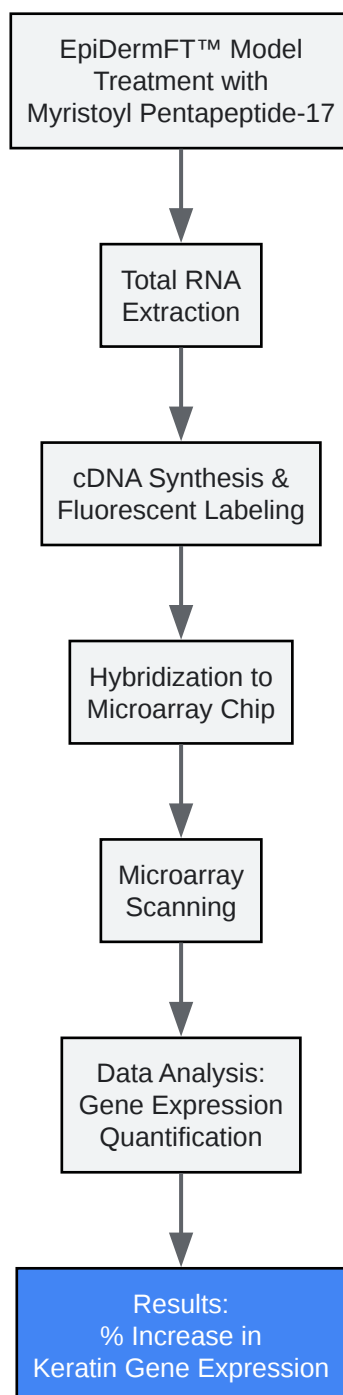 EpiDermFT™ Model
Treatment with
Myristoyl Pentapeptide-17
Total RNA
Extraction
cDNA Synthesis &
Fluorescent Labeling
Hybridization to
Microarray Chip
Microarray
Scanning
Data Analysis:
Gene Expression
Quantification
Results:
% Increase in
Keratin Gene Expression